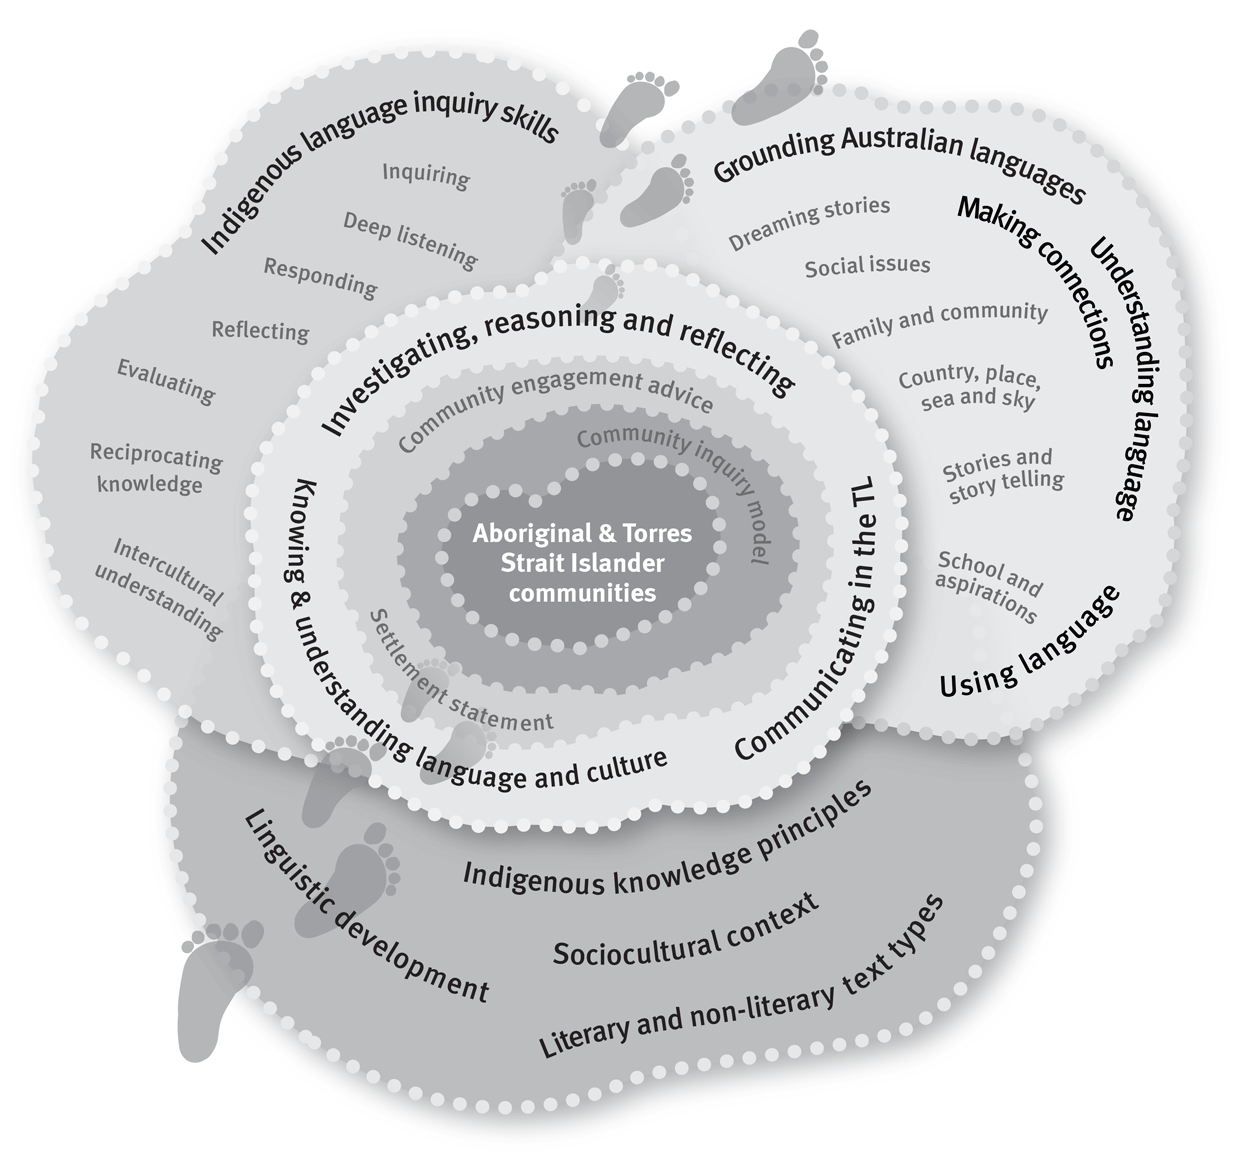 Indigenous language inquiry skills
Inquiring
Deep listening
Responding
Reflecting
Evaluating
Reciprocating
knowledge
Intercultural
understanding
Grounding Australian languages
Making connections
Understanding language
Using language
Dreaming stories
Social issues
Family and community
Country, place,
sea and sky
Stories and
story telling
School and
aspirations
Investigating, reasoning and reflecting
Communicating in the TL
Knowing & understanding language and culture
Community engagement advice
Settlement statement
Community inquiry model
Aboriginal & Torres
Strait Islander
communities
Linguistic development
Indigenous knowledge principles
Sociocultural context
Literary and non-literary text types